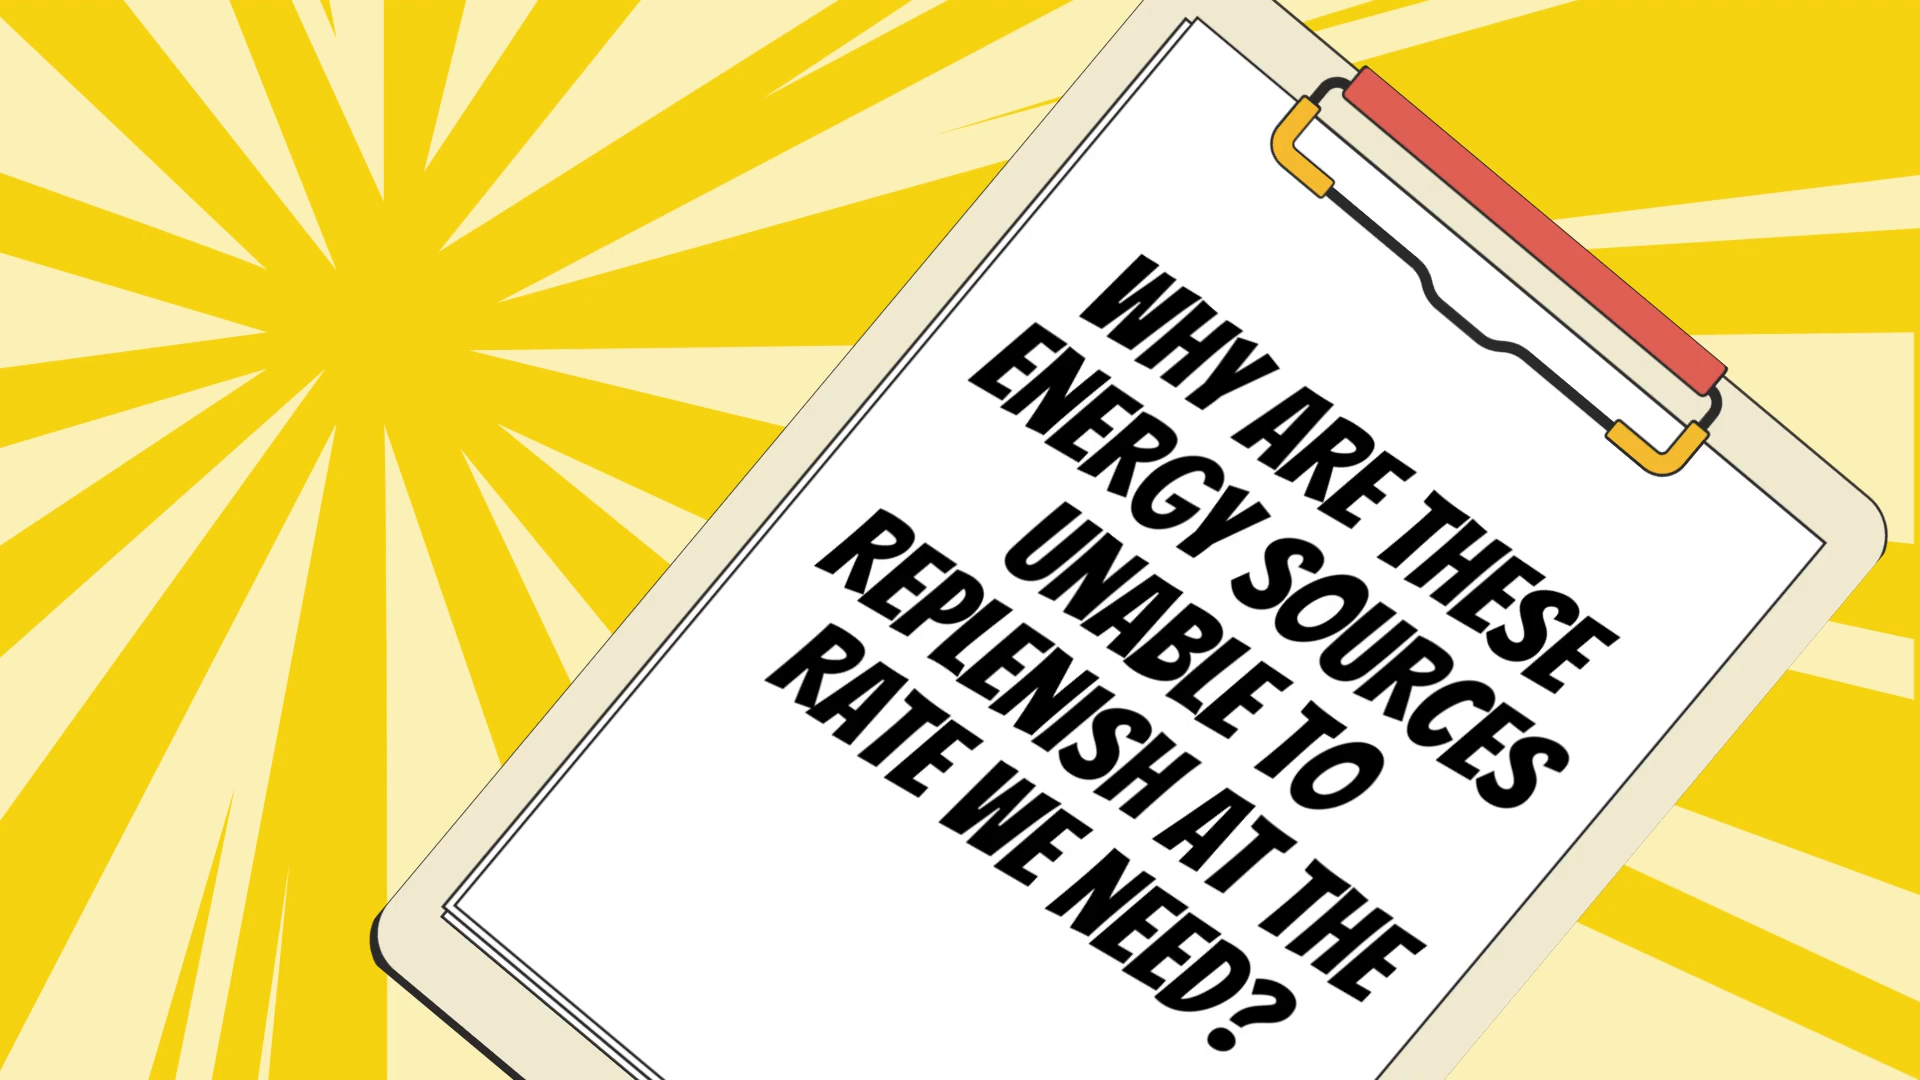 WHY ARE THESE
ENERGY SOURCES
UNABLE TO
REPLENISH AT THE
RATE WE NEED?